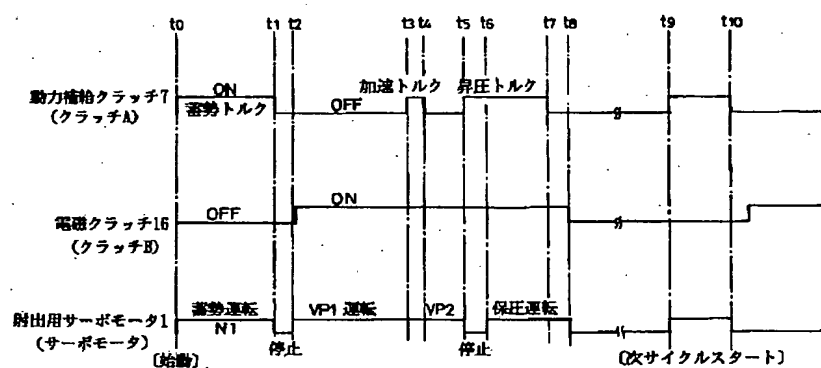 t0 t1 t2 t3 t4 t5 t6 t7 t8 t9 t10
加速トルク 昇圧トルク
動力補給クラッチ7
(クラッチA)
ON
蓄勢トルク
OFF
電磁クラッチ16
(クラッチB)
OFF
ON
射出用サーボモータ1
(サーボモータ)
蓄勢運転
N1
VP1 運転
VP2
保圧運転
停止
停止
〔始動〕
〔次サイクルスタート〕